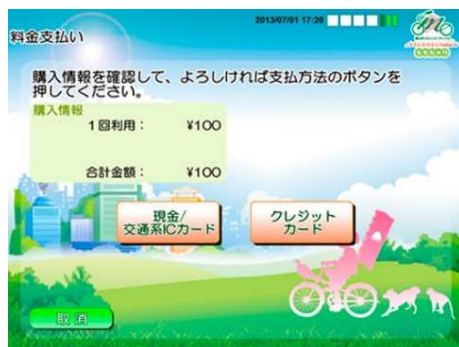 2013/07/01 17:20
料金支払い
購入情報を確認して、よろしければ支払方法のボタンを
押してください。
購入情報
1回利用： ¥100
合計金額： ¥100
現金/
交通系ICカード
クレジット
カード
取消